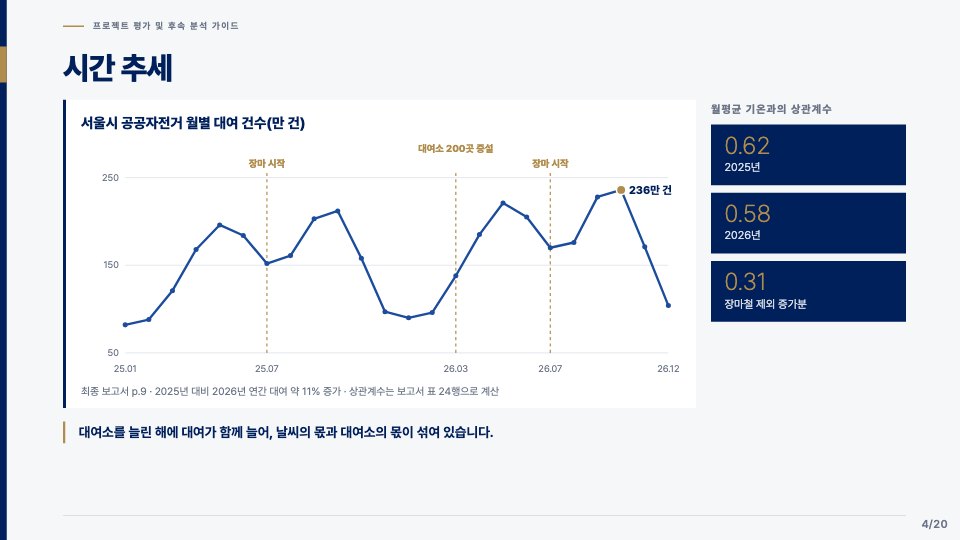 프로젝트 평가 및 후속 분석 가이드
시간 추세
서울시 공공자전거 월별 대여 건수(만 건)
대여소 200곳 증설
장마 시작
장마 시작
250
150
50
236만 건
25.01
25.07
26.03
26.07
26.12
최종 보고서 p.9 · 2025년 대비 2026년 연간 대여 약 11% 증가 · 상관계수는 보고서 표 24행으로 계산
월평균 기온과의 상관계수
0.62
2025년
0.58
2026년
0.31
장마철 제외 증가분
대여소를 늘린 해에 대여가 함께 늘어, 날씨의 몫과 대여소의 몫이 섞여 있습니다.
4/20